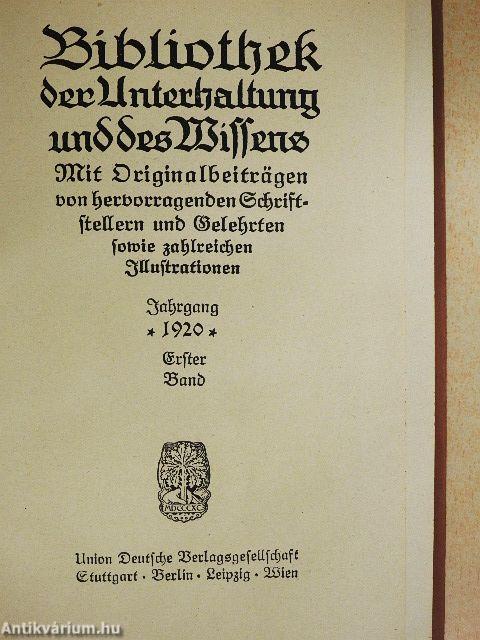 Bibliothek
der Unterhaltung
und des Wissens
Mit Originalbeiträgen
von hervorragenden Schrift-
stellern und Gelehrten
sowie zahlreichen
Illustrationen
Jahrgang
* 1920 *
Erster
Band
MDCCCXC
Union Deutsche Verlagsgesellschaft
Stuttgart · Berlin · Leipzig · Wien
Antikvárium.hu